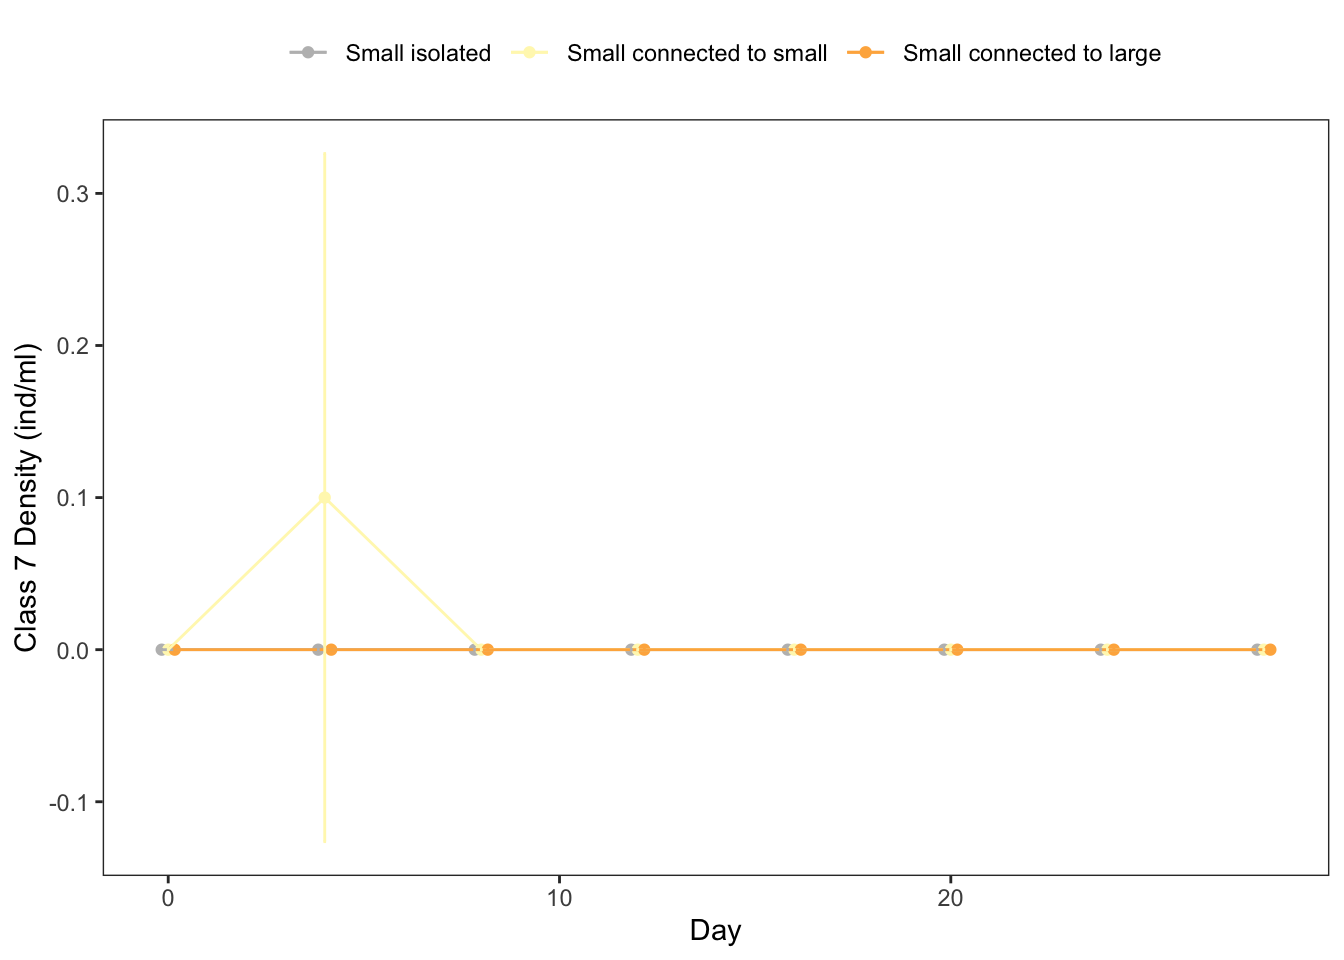 Small isolated Small connected to small Small connected to large
Class 7 Density (ind/ml)
0.3
0.2
0.1
0.0
-0.1
0 10 20
Day